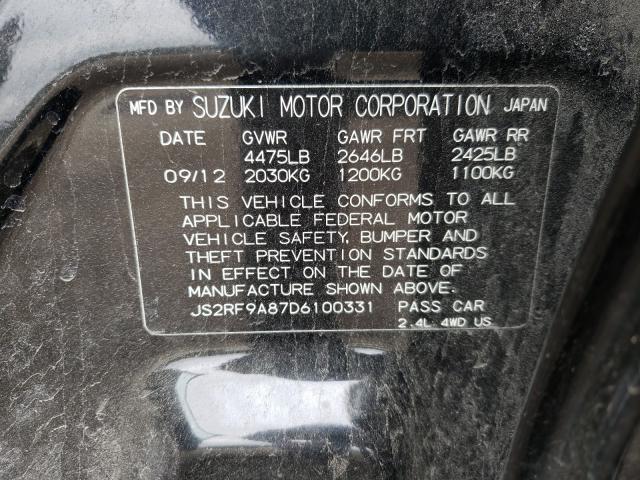 MFD BY SUZUKI MOTOR CORPORATION JAPAN
DATE GVWR GAWR FRT GAWR RR
4475LB 2646LB 2425LB
09/12 2030KG 1200KG 1100KG
THIS VEHICLE CONFORMS TO ALL
APPLICABLE FEDERAL MOTOR
VEHICLE SAFETY, BUMPER AND
THEFT PREVENTION STANDARDS
IN EFFECT ON THE DATE OF
MANUFACTURE SHOWN ABOVE.
JS2RF9A87D6100331 PASS CAR
2.4L 4WD US